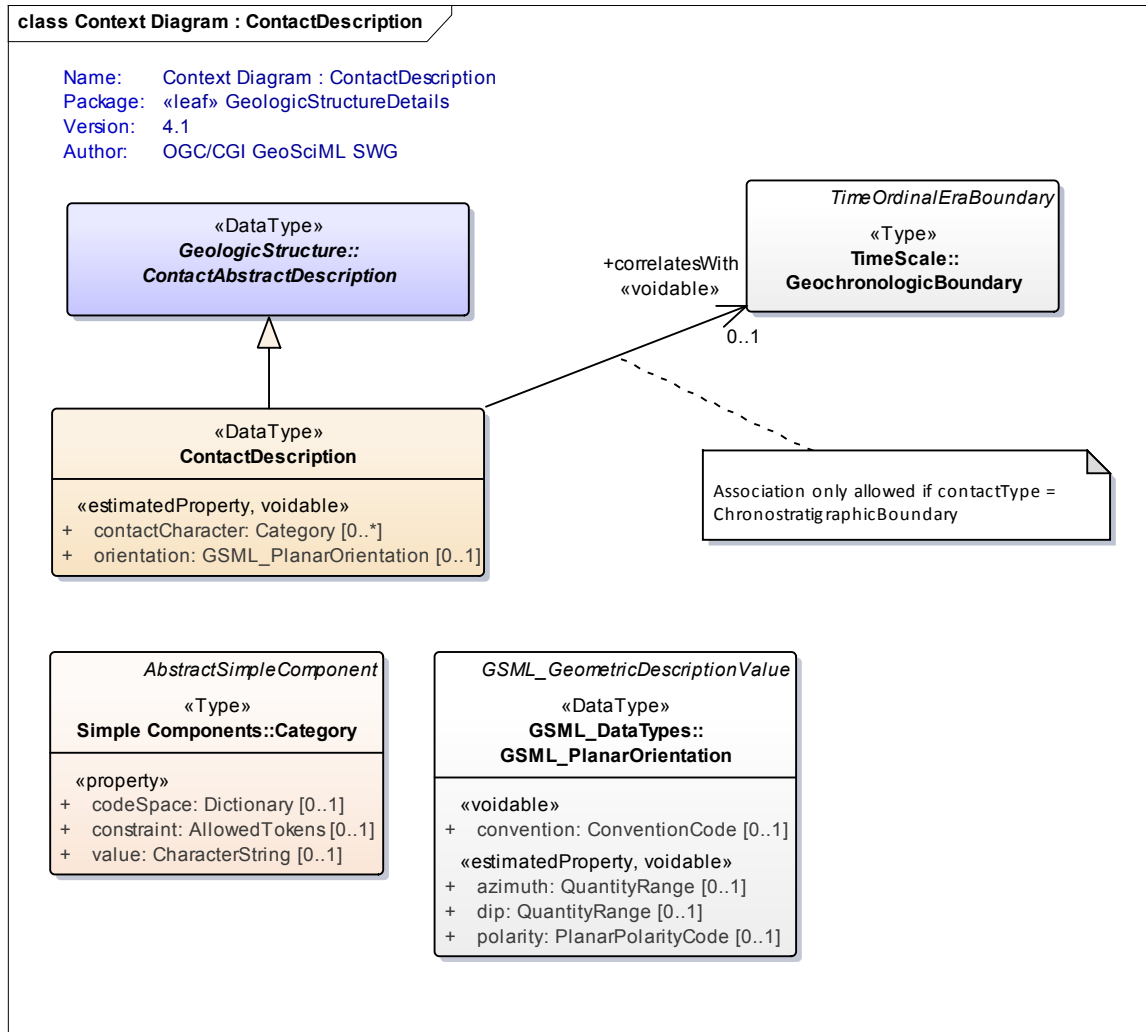 class Context Diagram : ContactDescription
Name: Context Diagram : ContactDescription
Package: «leaf» GeologicStructureDetails
Version: 4.1
Author: OGC/CGI GeoSciML SWG
«DataType»
GeologicStructure::
ContactAbstractDescription
TimeOrdinalEraBoundary
«Type»
TimeScale::
GeochronologicBoundary
+correlatesWith
«voidable»
0..1
«DataType»
ContactDescription
«estimatedProperty, voidable»
+ contactCharacter: Category [0..*]
+ orientation: GSML_PlanarOrientation [0..1]
Association only allowed if contactType =
ChronostratigraphicBoundary
AbstractSimpleComponent
«Type»
Simple Components::Category
«property»
+ codeSpace: Dictionary [0..1]
+ constraint: AllowedTokens [0..1]
+ value: CharacterString [0..1]
GSML_GeometricDescriptionValue
«DataType»
GSML_DataTypes::
GSML_PlanarOrientation
«voidable»
+ convention: ConventionCode [0..1]
«estimatedProperty, voidable»
+ azimuth: QuantityRange [0..1]
+ dip: QuantityRange [0..1]
+ polarity: PlanarPolarityCode [0..1]